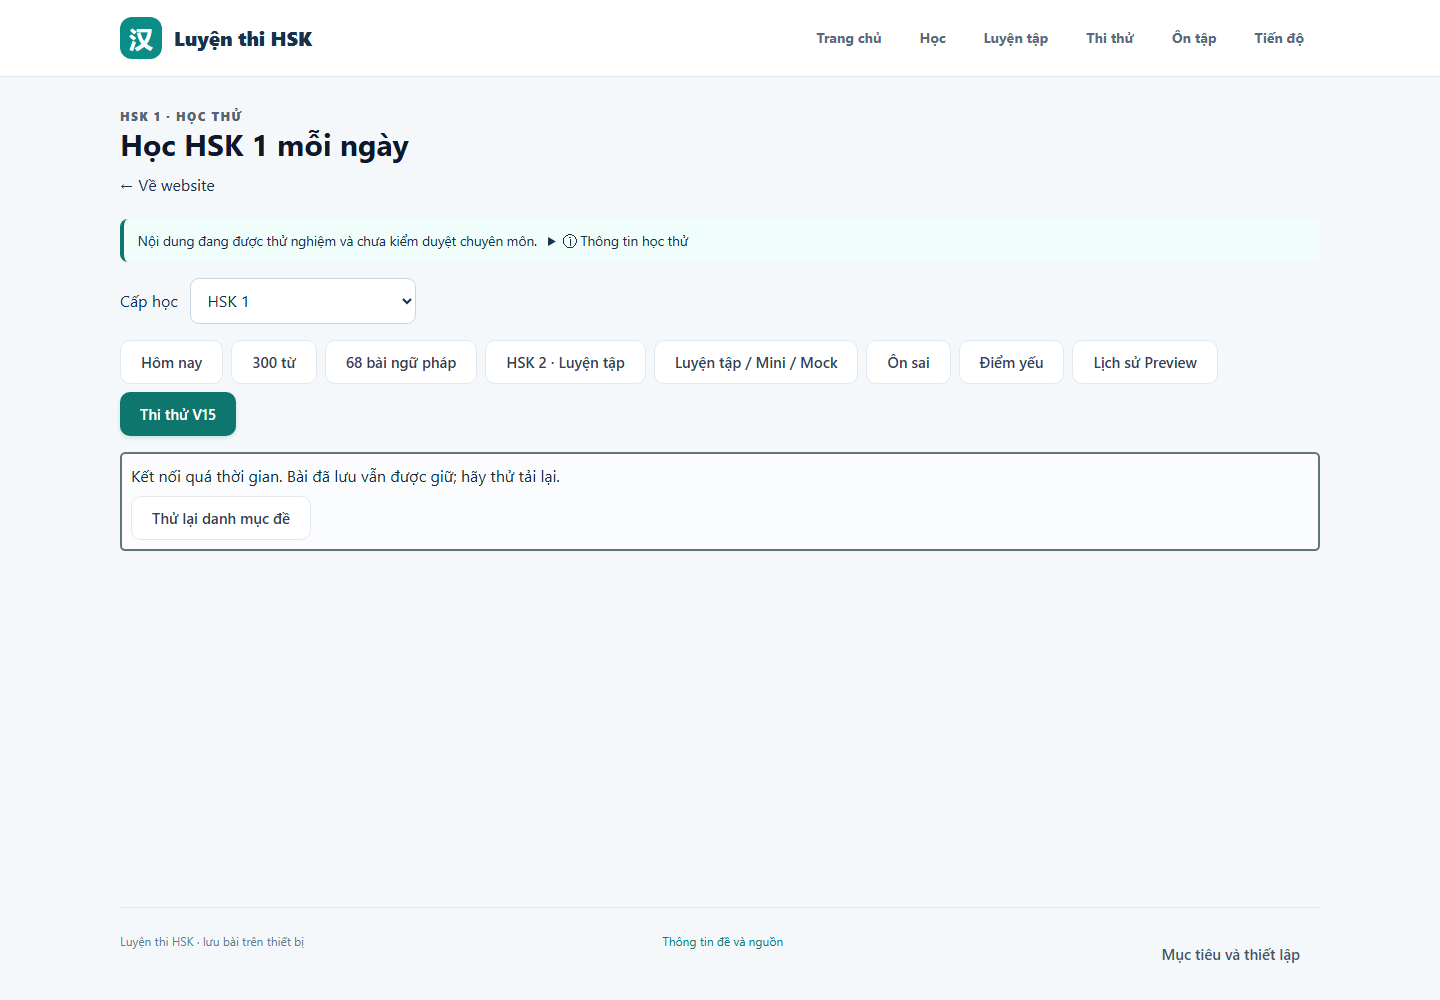 汉 Luyện thi HSK
Trang chủ Học Luyện tập Thi thử Ôn tập Tiến độ
HSK 1 · HỌC THỬ
Học HSK 1 mỗi ngày
← Về website
Nội dung đang được thử nghiệm và chưa kiểm duyệt chuyên môn. ▶ ⓘ Thông tin học thử
Cấp học HSK 1
Hôm nay 300 từ 68 bài ngữ pháp HSK 2 · Luyện tập Luyện tập / Mini / Mock Ôn sai Điểm yếu Lịch sử Preview
Thi thử V15
Kết nối quá thời gian. Bài đã lưu vẫn được giữ; hãy thử tải lại.
Thử lại danh mục đề
Luyện thi HSK · lưu bài trên thiết bị Thông tin đề và nguồn Mục tiêu và thiết lập